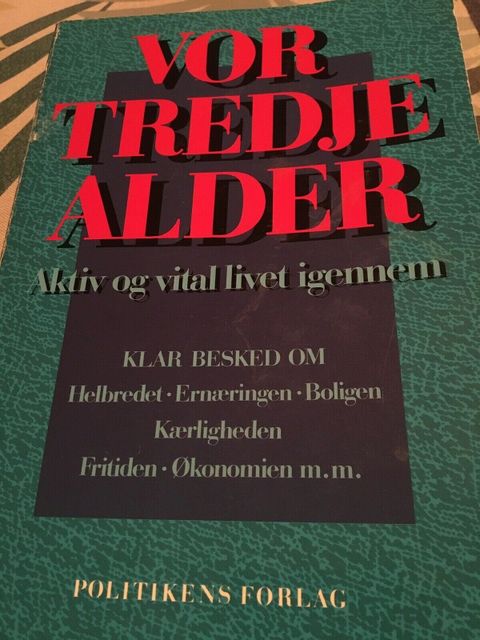 VOR
TREDJE
ALDER
Aktiv og vital livet igennem
KLAR BESKED OM
Helbredet · Ernæringen · Boligen
Kærligheden
Fritiden · Økonomien m.m.
POLITIKENS FORLAG